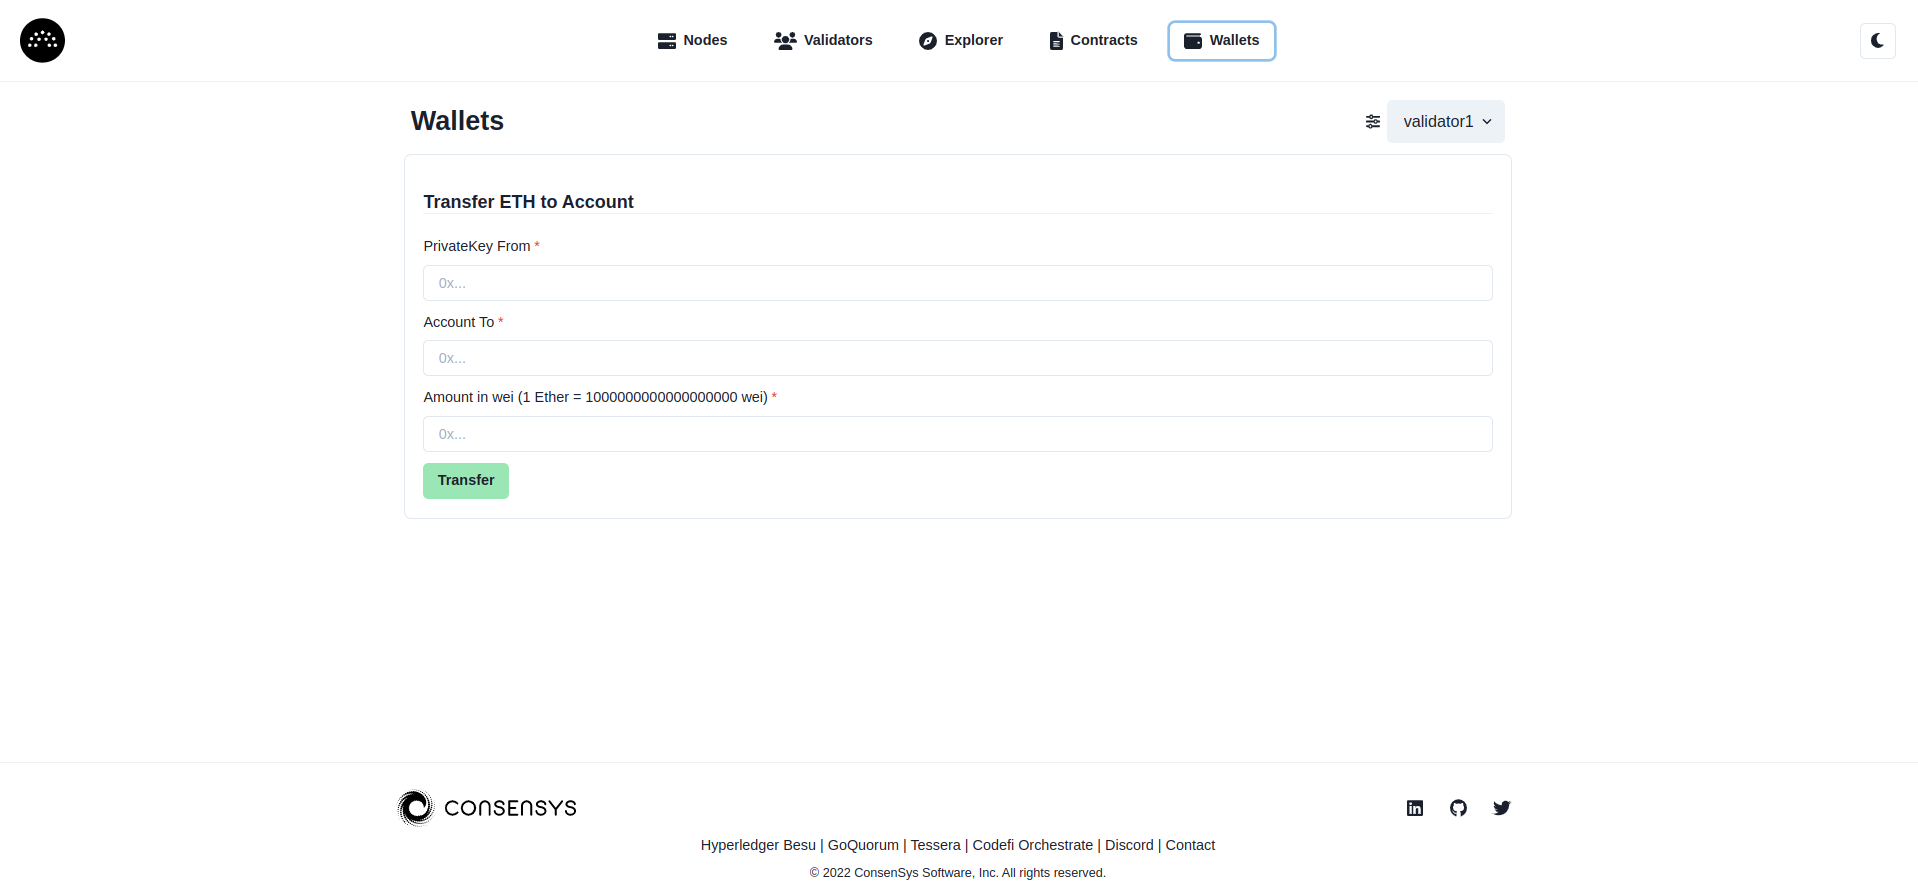 Nodes Validators Explorer Contracts Wallets
Wallets
validator1
Transfer ETH to Account
PrivateKey From *
0x...
Account To *
0x...
Amount in wei (1 Ether = 1000000000000000000 wei) *
0x...
Transfer
CONSENSYS
Hyperledger Besu | GoQuorum | Tessera | Codefi Orchestrate | Discord | Contact
© 2022 ConsenSys Software, Inc. All rights reserved.